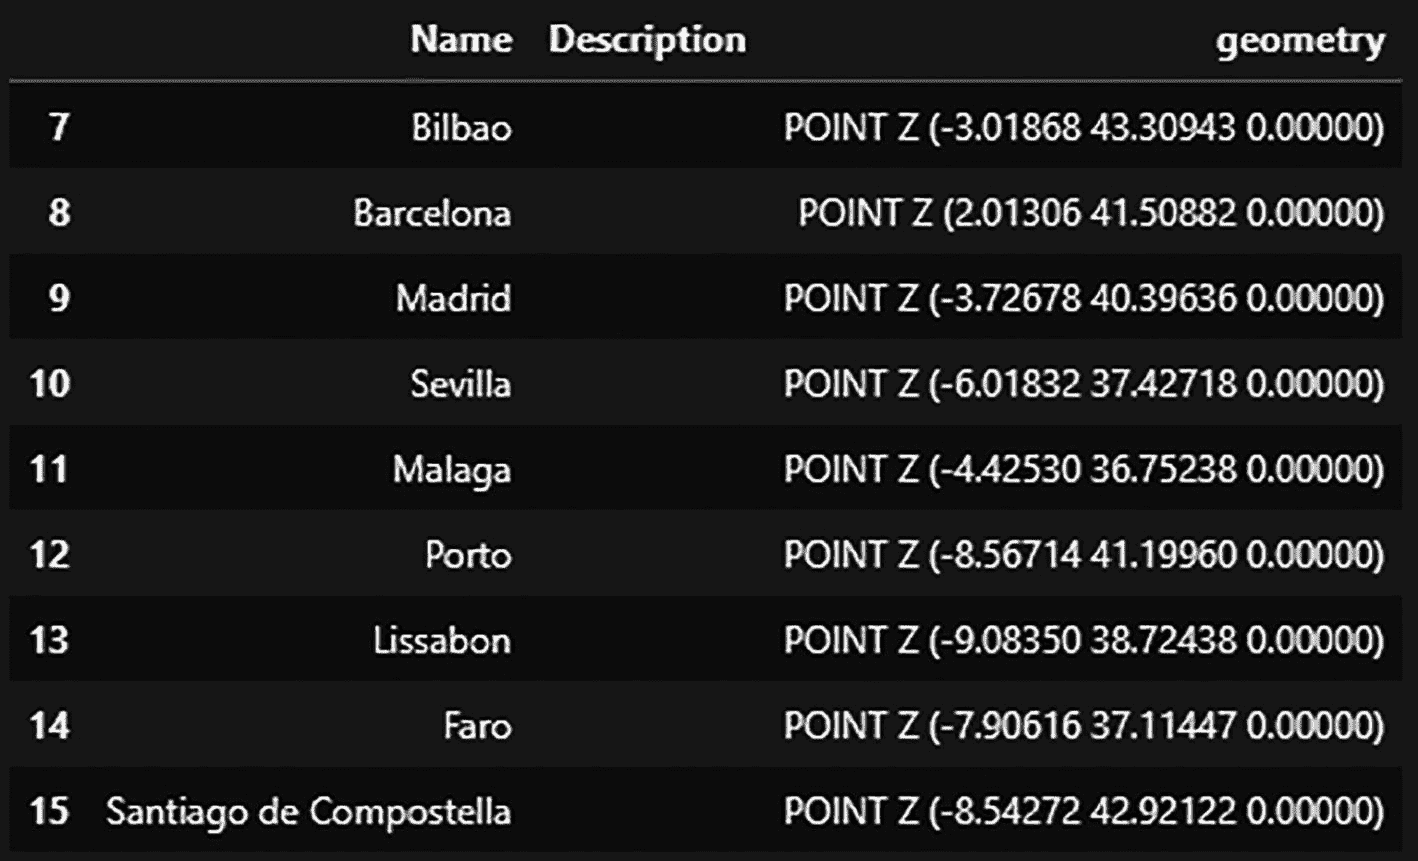 Name Description geometry
7 Bilbao POINT Z (-3.01868 43.30943 0.00000)
8 Barcelona POINT Z (2.01306 41.50882 0.00000)
9 Madrid POINT Z (-3.72678 40.39636 0.00000)
10 Sevilla POINT Z (-6.01832 37.42718 0.00000)
11 Malaga POINT Z (-4.42530 36.75238 0.00000)
12 Porto POINT Z (-8.56714 41.19960 0.00000)
13 Lissabon POINT Z (-9.08350 38.72438 0.00000)
14 Faro POINT Z (-7.90616 37.11447 0.00000)
15 Santiago de Compostella POINT Z (-8.54272 42.92122 0.00000)